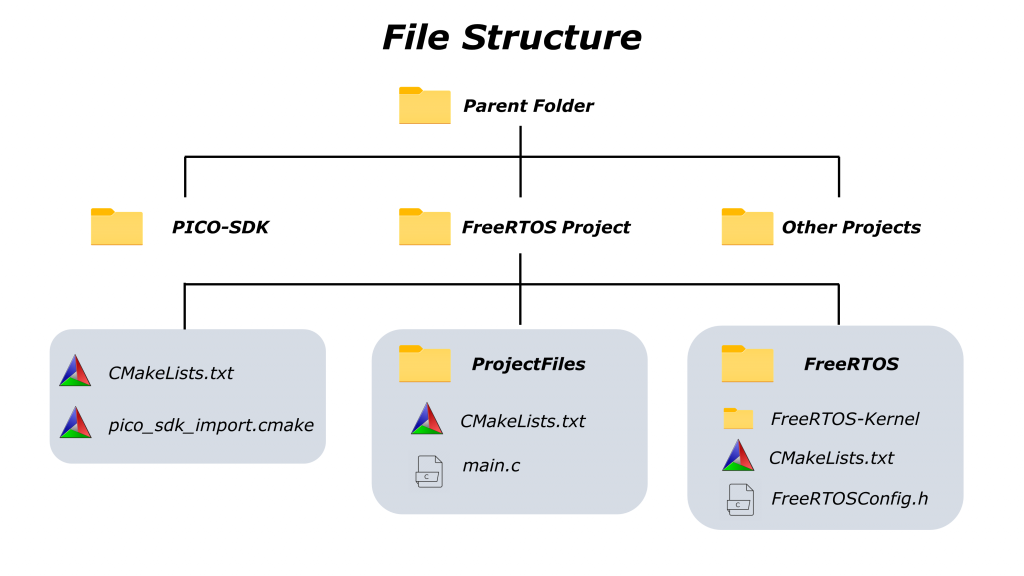 File Structure
Parent Folder
PICO-SDK
FreeRTOS Project
Other Projects
CMakeLists.txt
pico_sdk_import.cmake
ProjectFiles
CMakeLists.txt
C
main.c
FreeRTOS
FreeRTOS-Kernel
CMakeLists.txt
C
FreeRTOSConfig.h